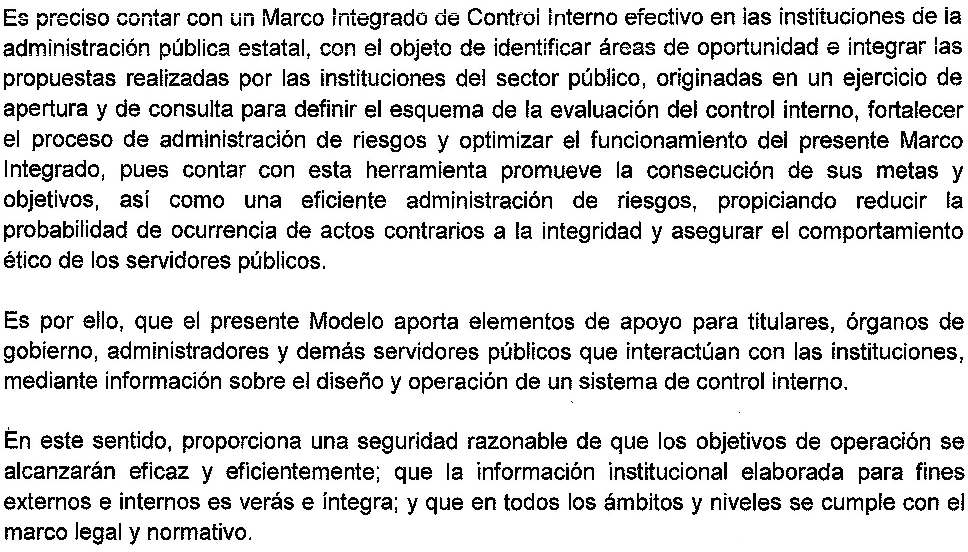 Es preciso contar con un Marco Integrado de Control Interno efectivo en las instituciones de la
administración pública estatal, con el objeto de identificar áreas de oportunidad e integrar las
propuestas realizadas por las instituciones del sector público, originadas en un ejercicio de
apertura y de consulta para definir el esquema de la evaluación del control interno, fortalecer
el proceso de administración de riesgos y optimizar el funcionamiento del presente Marco
Integrado, pues contar con esta herramienta promueve la consecución de sus metas y
objetivos, así como una eficiente administración de riesgos, propiciando reducir la
probabilidad de ocurrencia de actos contrarios a la integridad y asegurar el comportamiento
ético de los servidores públicos.
Es por ello, que el presente Modelo aporta elementos de apoyo para titulares, órganos de
gobierno, administradores y demás servidores públicos que interactúan con las instituciones,
mediante información sobre el diseño y operación de un sistema de control interno.
En este sentido, proporciona una seguridad razonable de que los objetivos de operación se
alcanzarán eficaz y eficientemente; que la información institucional elaborada para fines
externos e internos es verás e íntegra; y que en todos los ámbitos y niveles se cumple con el
marco legal y normativo.